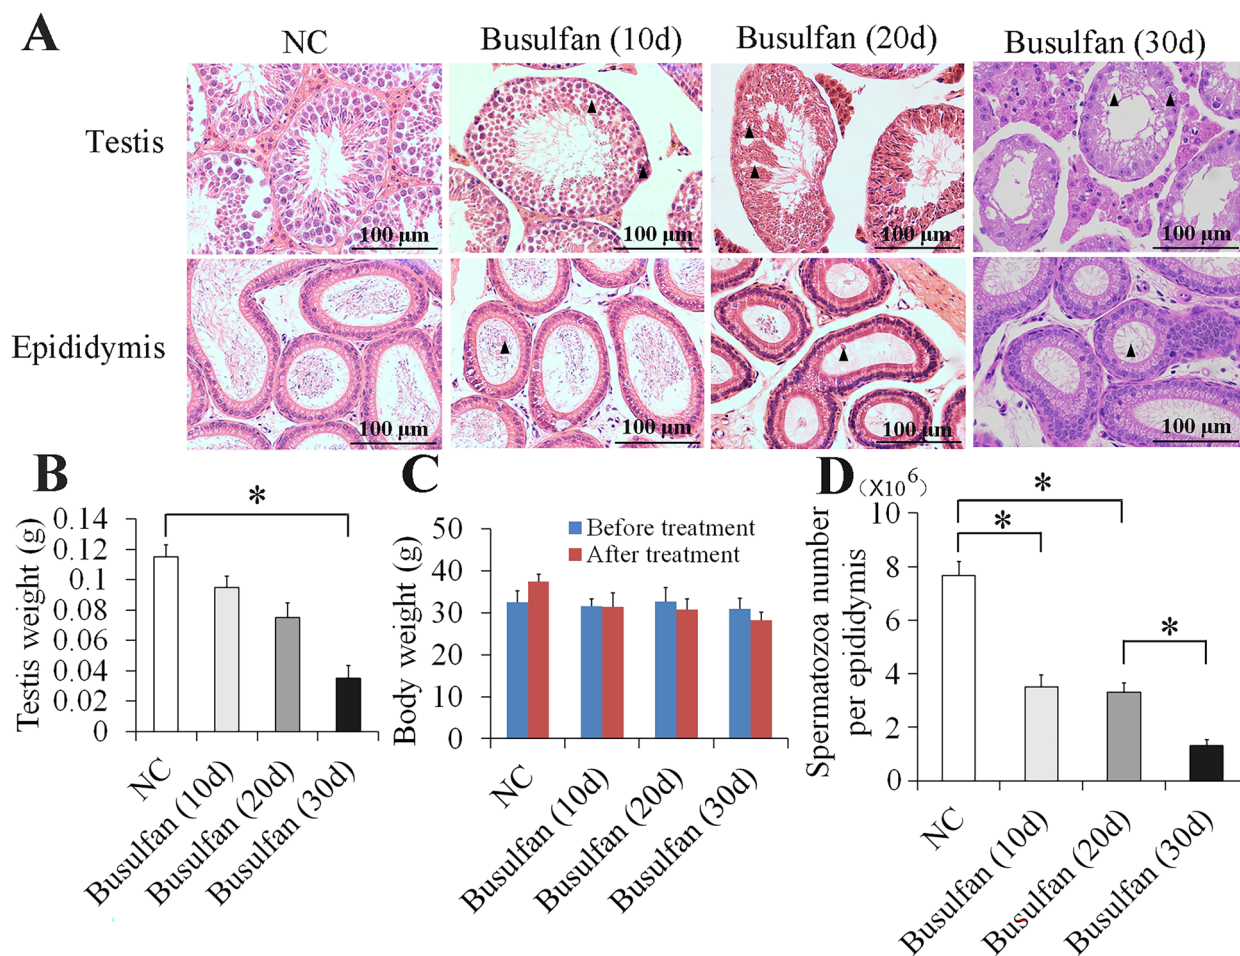 A
NC
Busulfan (10d)
Busulfan (20d)
Busulfan (30d)
Testis
100 μm
100 μm
100 μm
100 μm
Epididymis
100 μm
100 μm
100 μm
100 μm
B
*
Testis weight (g)
0.14
0.12
0.1
0.08
0.06
0.04
0.02
0
NC
Busulfan (10d)
Busulfan (20d)
Busulfan (30d)
C
Before treatment
After treatment
Body weight (g)
50
40
30
20
10
0
NC
Busulfan (10d)
Busulfan (20d)
Busulfan (30d)
D
(X10⁶)
*
*
*
Spermatozoa number
per epididymis
10
8
6
4
2
0
NC
Busulfan (10d)
Busulfan (20d)
Busulfan (30d)